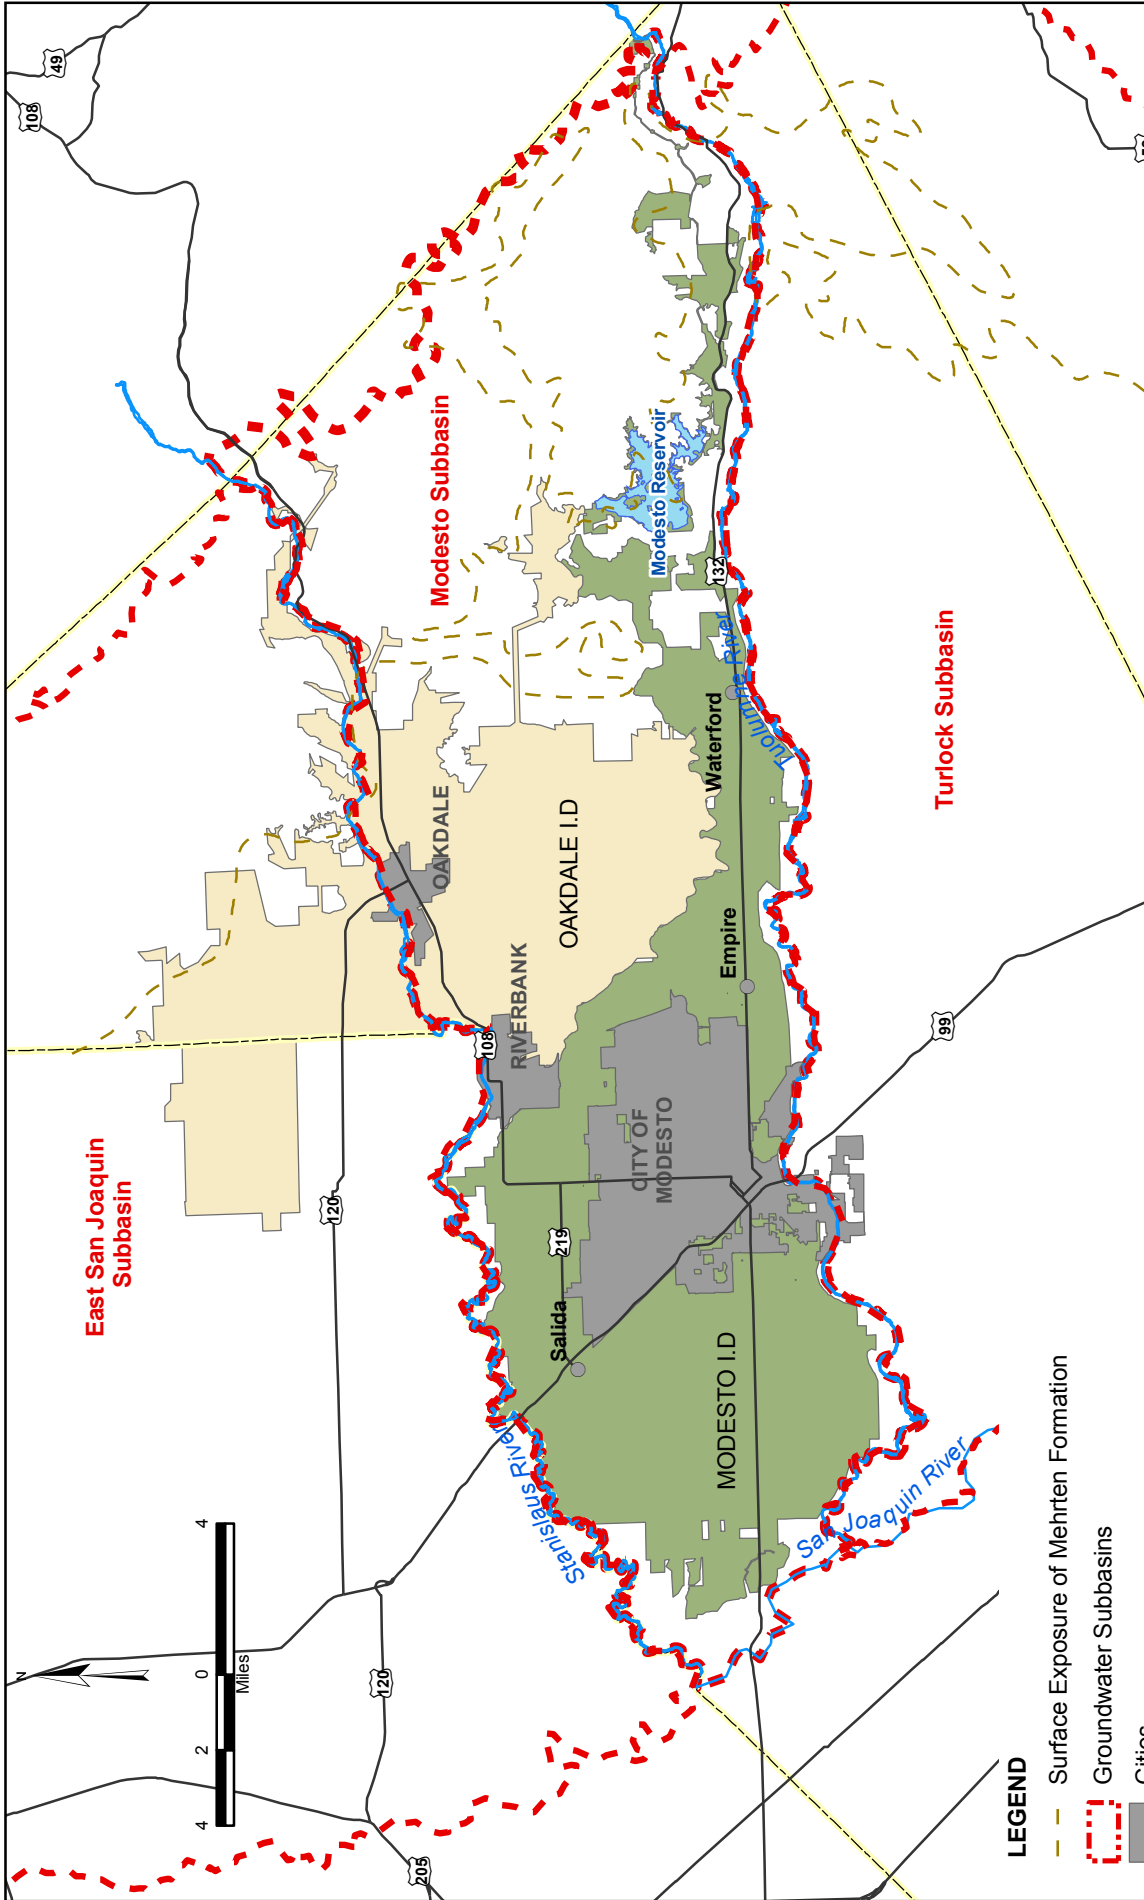 49
108
East San Joaquin
Subbasin
120
Modesto Subbasin
OAKDALE
OAKDALE I.D
RIVERBANK
108
Modesto Reservoir
132
Tuolumne River
Waterford
Empire
CITY OF
MODESTO
219
Salida
MODESTO I.D
Stanislaus River
San Joaquin River
Turlock Subbasin
99
120
205
N
4
2
0
4
Miles
LEGEND
Surface Exposure of Mehrten Formation
Groundwater Subbasins
Cities